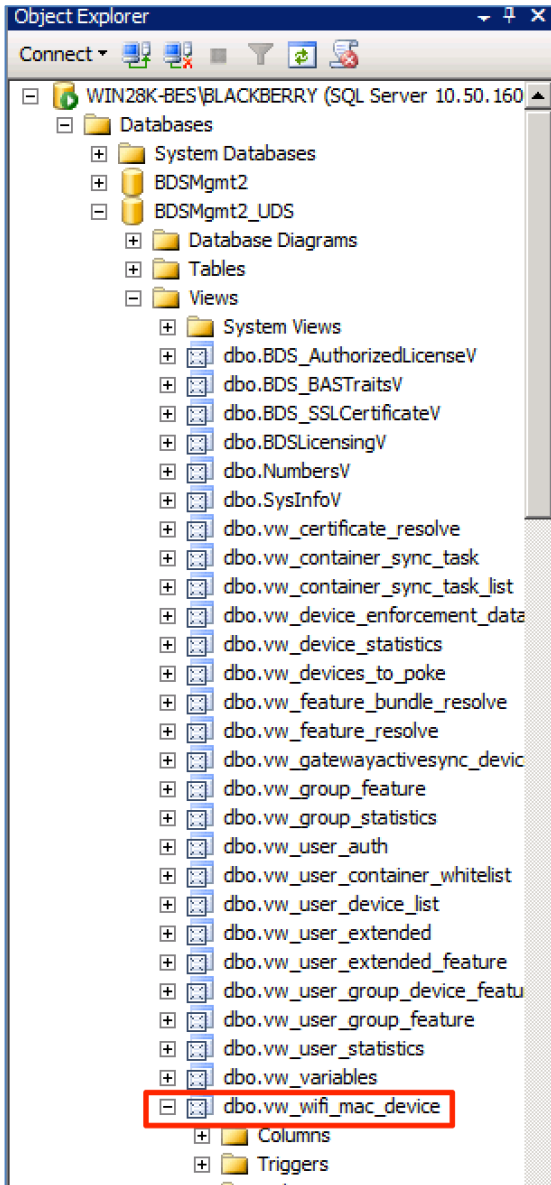 Object Explorer
Connect
WIN28K-BES\BLACKBERRY (SQL Server 10.50.160
Databases
System Databases
BDSMgmt2
BDSMgmt2_UDS
Database Diagrams
Tables
Views
System Views
dbo.BDS_AuthorizedLicenseV
dbo.BDS_BASTraitsV
dbo.BDS_SSLCertificateV
dbo.BDSLicensingV
dbo.NumbersV
dbo.SysInfoV
dbo.vw_certificate_resolve
dbo.vw_container_sync_task
dbo.vw_container_sync_task_list
dbo.vw_device_enforcement_data
dbo.vw_device_statistics
dbo.vw_devices_to_poke
dbo.vw_feature_bundle_resolve
dbo.vw_feature_resolve
dbo.vw_gatewayactivesync_devic
dbo.vw_group_feature
dbo.vw_group_statistics
dbo.vw_user_auth
dbo.vw_user_container_whitelist
dbo.vw_user_device_list
dbo.vw_user_extended
dbo.vw_user_extended_feature
dbo.vw_user_group_device_featu
dbo.vw_user_group_feature
dbo.vw_user_statistics
dbo.vw_variables
dbo.vw_wifi_mac_device
Columns
Triggers